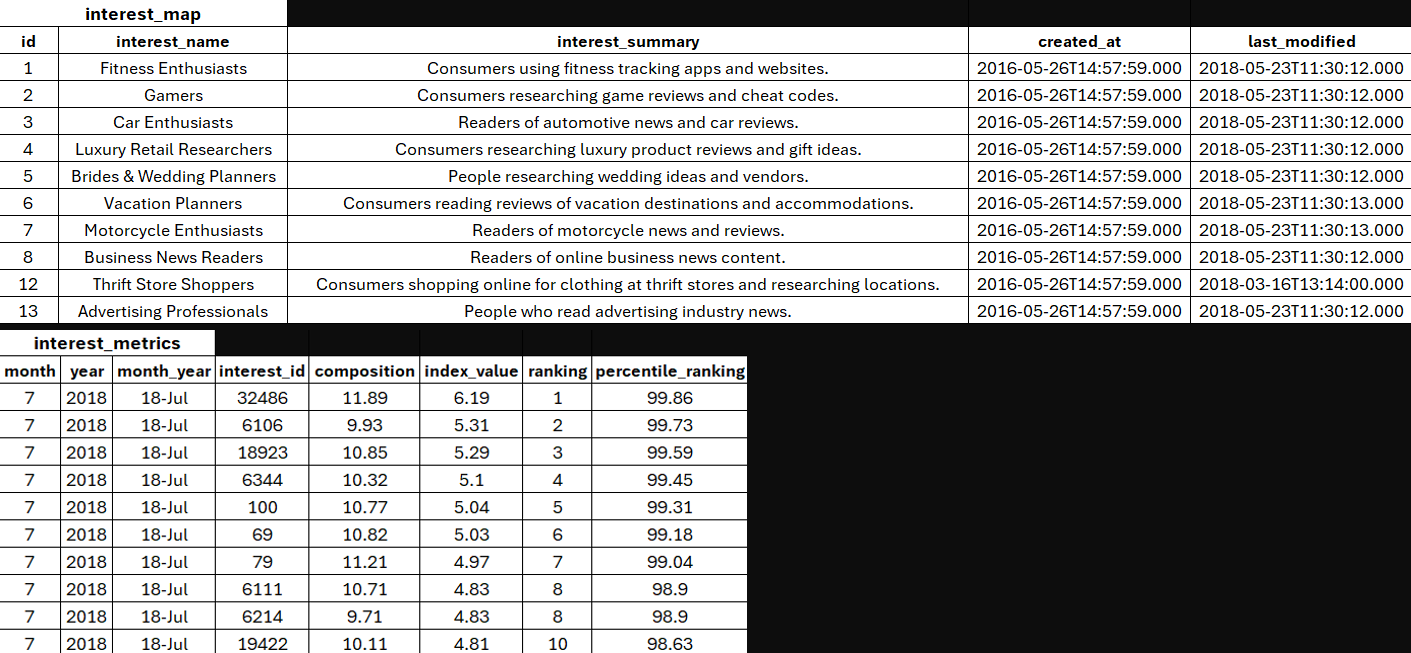 interest_map
id interest_name interest_summary created_at last_modified
1 Fitness Enthusiasts Consumers using fitness tracking apps and websites. 2016-05-26T14:57:59.000 2018-05-23T11:30:12.000
2 Gamers Consumers researching game reviews and cheat codes. 2016-05-26T14:57:59.000 2018-05-23T11:30:12.000
3 Car Enthusiasts Readers of automotive news and car reviews. 2016-05-26T14:57:59.000 2018-05-23T11:30:12.000
4 Luxury Retail Researchers Consumers researching luxury product reviews and gift ideas. 2016-05-26T14:57:59.000 2018-05-23T11:30:12.000
5 Brides & Wedding Planners People researching wedding ideas and vendors. 2016-05-26T14:57:59.000 2018-05-23T11:30:12.000
6 Vacation Planners Consumers reading reviews of vacation destinations and accommodations. 2016-05-26T14:57:59.000 2018-05-23T11:30:13.000
7 Motorcycle Enthusiasts Readers of motorcycle news and reviews. 2016-05-26T14:57:59.000 2018-05-23T11:30:13.000
8 Business News Readers Readers of online business news content. 2016-05-26T14:57:59.000 2018-05-23T11:30:12.000
12 Thrift Store Shoppers Consumers shopping online for clothing at thrift stores and researching locations. 2016-05-26T14:57:59.000 2018-03-16T13:14:00.000
13 Advertising Professionals People who read advertising industry news. 2016-05-26T14:57:59.000 2018-05-23T11:30:12.000
interest_metrics
month year month_year interest_id composition index_value ranking percentile_ranking
7 2018 18-Jul 32486 11.89 6.19 1 99.86
7 2018 18-Jul 6106 9.93 5.31 2 99.73
7 2018 18-Jul 18923 10.85 5.29 3 99.59
7 2018 18-Jul 6344 10.32 5.1 4 99.45
7 2018 18-Jul 100 10.77 5.04 5 99.31
7 2018 18-Jul 69 10.82 5.03 6 99.18
7 2018 18-Jul 79 11.21 4.97 7 99.04
7 2018 18-Jul 6111 10.71 4.83 8 98.9
7 2018 18-Jul 6214 9.71 4.83 8 98.9
7 2018 18-Jul 19422 10.11 4.81 10 98.63